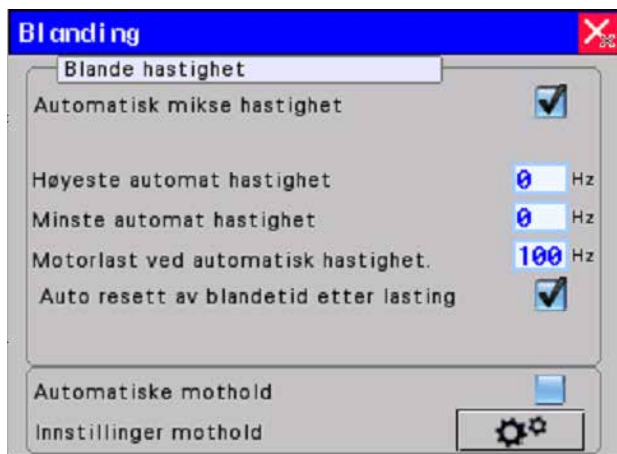 Blanding
Blande hastighet
Automatisk mikse hastighet
Høyeste automat hastighet 0 Hz
Minste automat hastighet 0 Hz
Motorlast ved automatisk hastighet. 100 Hz
Auto resett av blandetid etter lasting
Automatiske mothold
Innstillinger mothold